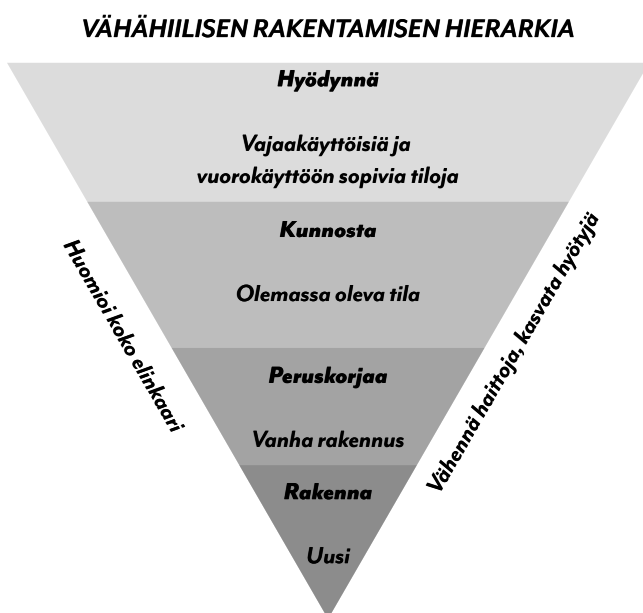 VÄHÄHIILISEN RAKENTAMISEN HIERARKIA
Hyödynnä
Vajaakäyttöisiä ja
vuorokäyttöön sopivia tiloja
Kunnosta
Olemassa oleva tila
Peruskorjaa
Vanha rakennus
Rakenna
Uusi
Huomioi koko elinkaari
Vähennä haittoja, kasvata hyötyjä